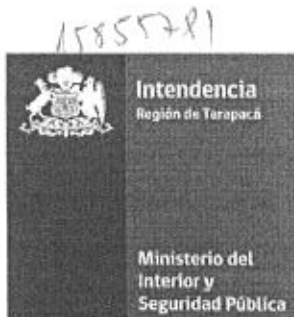 15855781
Intendencia
Región de Tarapacá
Ministerio del
Interior y
Seguridad Pública